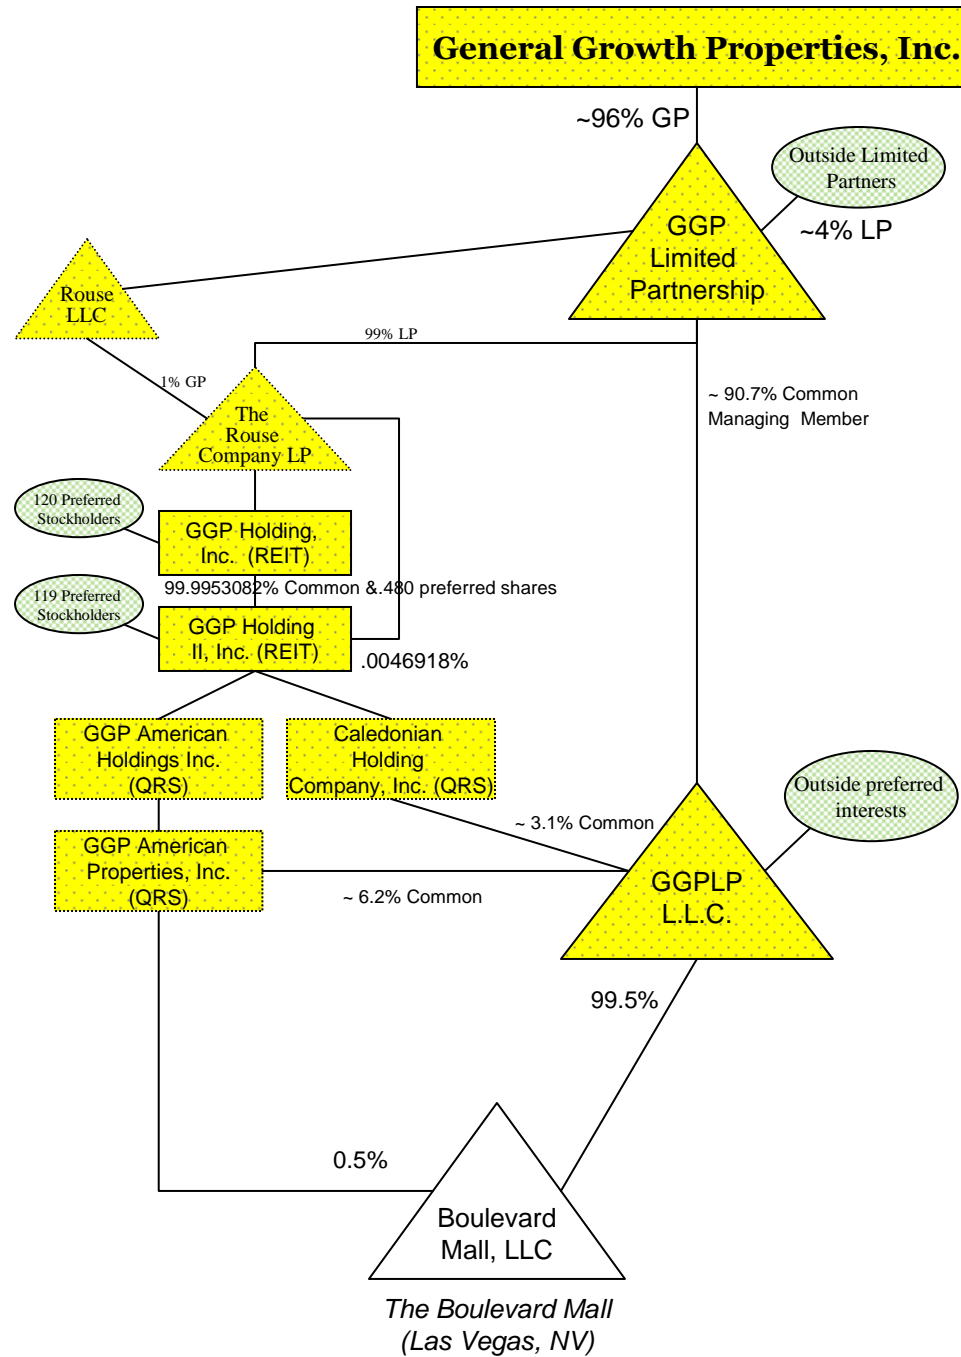 General Growth Properties, Inc.
~96% GP
Outside Limited
Partners
~4% LP
GGP
Limited
Partnership
Rouse
LLC
99% LP
1% GP
~ 90.7% Common
Managing Member
The
Rouse
Company LP
120 Preferred
Stockholders
GGP Holding,
Inc. (REIT)
99.9953082% Common &.480 preferred shares
119 Preferred
Stockholders
GGP Holding
II, Inc. (REIT)
.0046918%
GGP American
Holdings Inc.
(QRS)
Caledonian
Holding
Company, Inc. (QRS)
Outside preferred
interests
~ 3.1% Common
GGP American
Properties, Inc.
(QRS)
~ 6.2% Common
GGPLP
L.L.C.
99.5%
0.5%
Boulevard
Mall, LLC
The Boulevard Mall
(Las Vegas, NV)